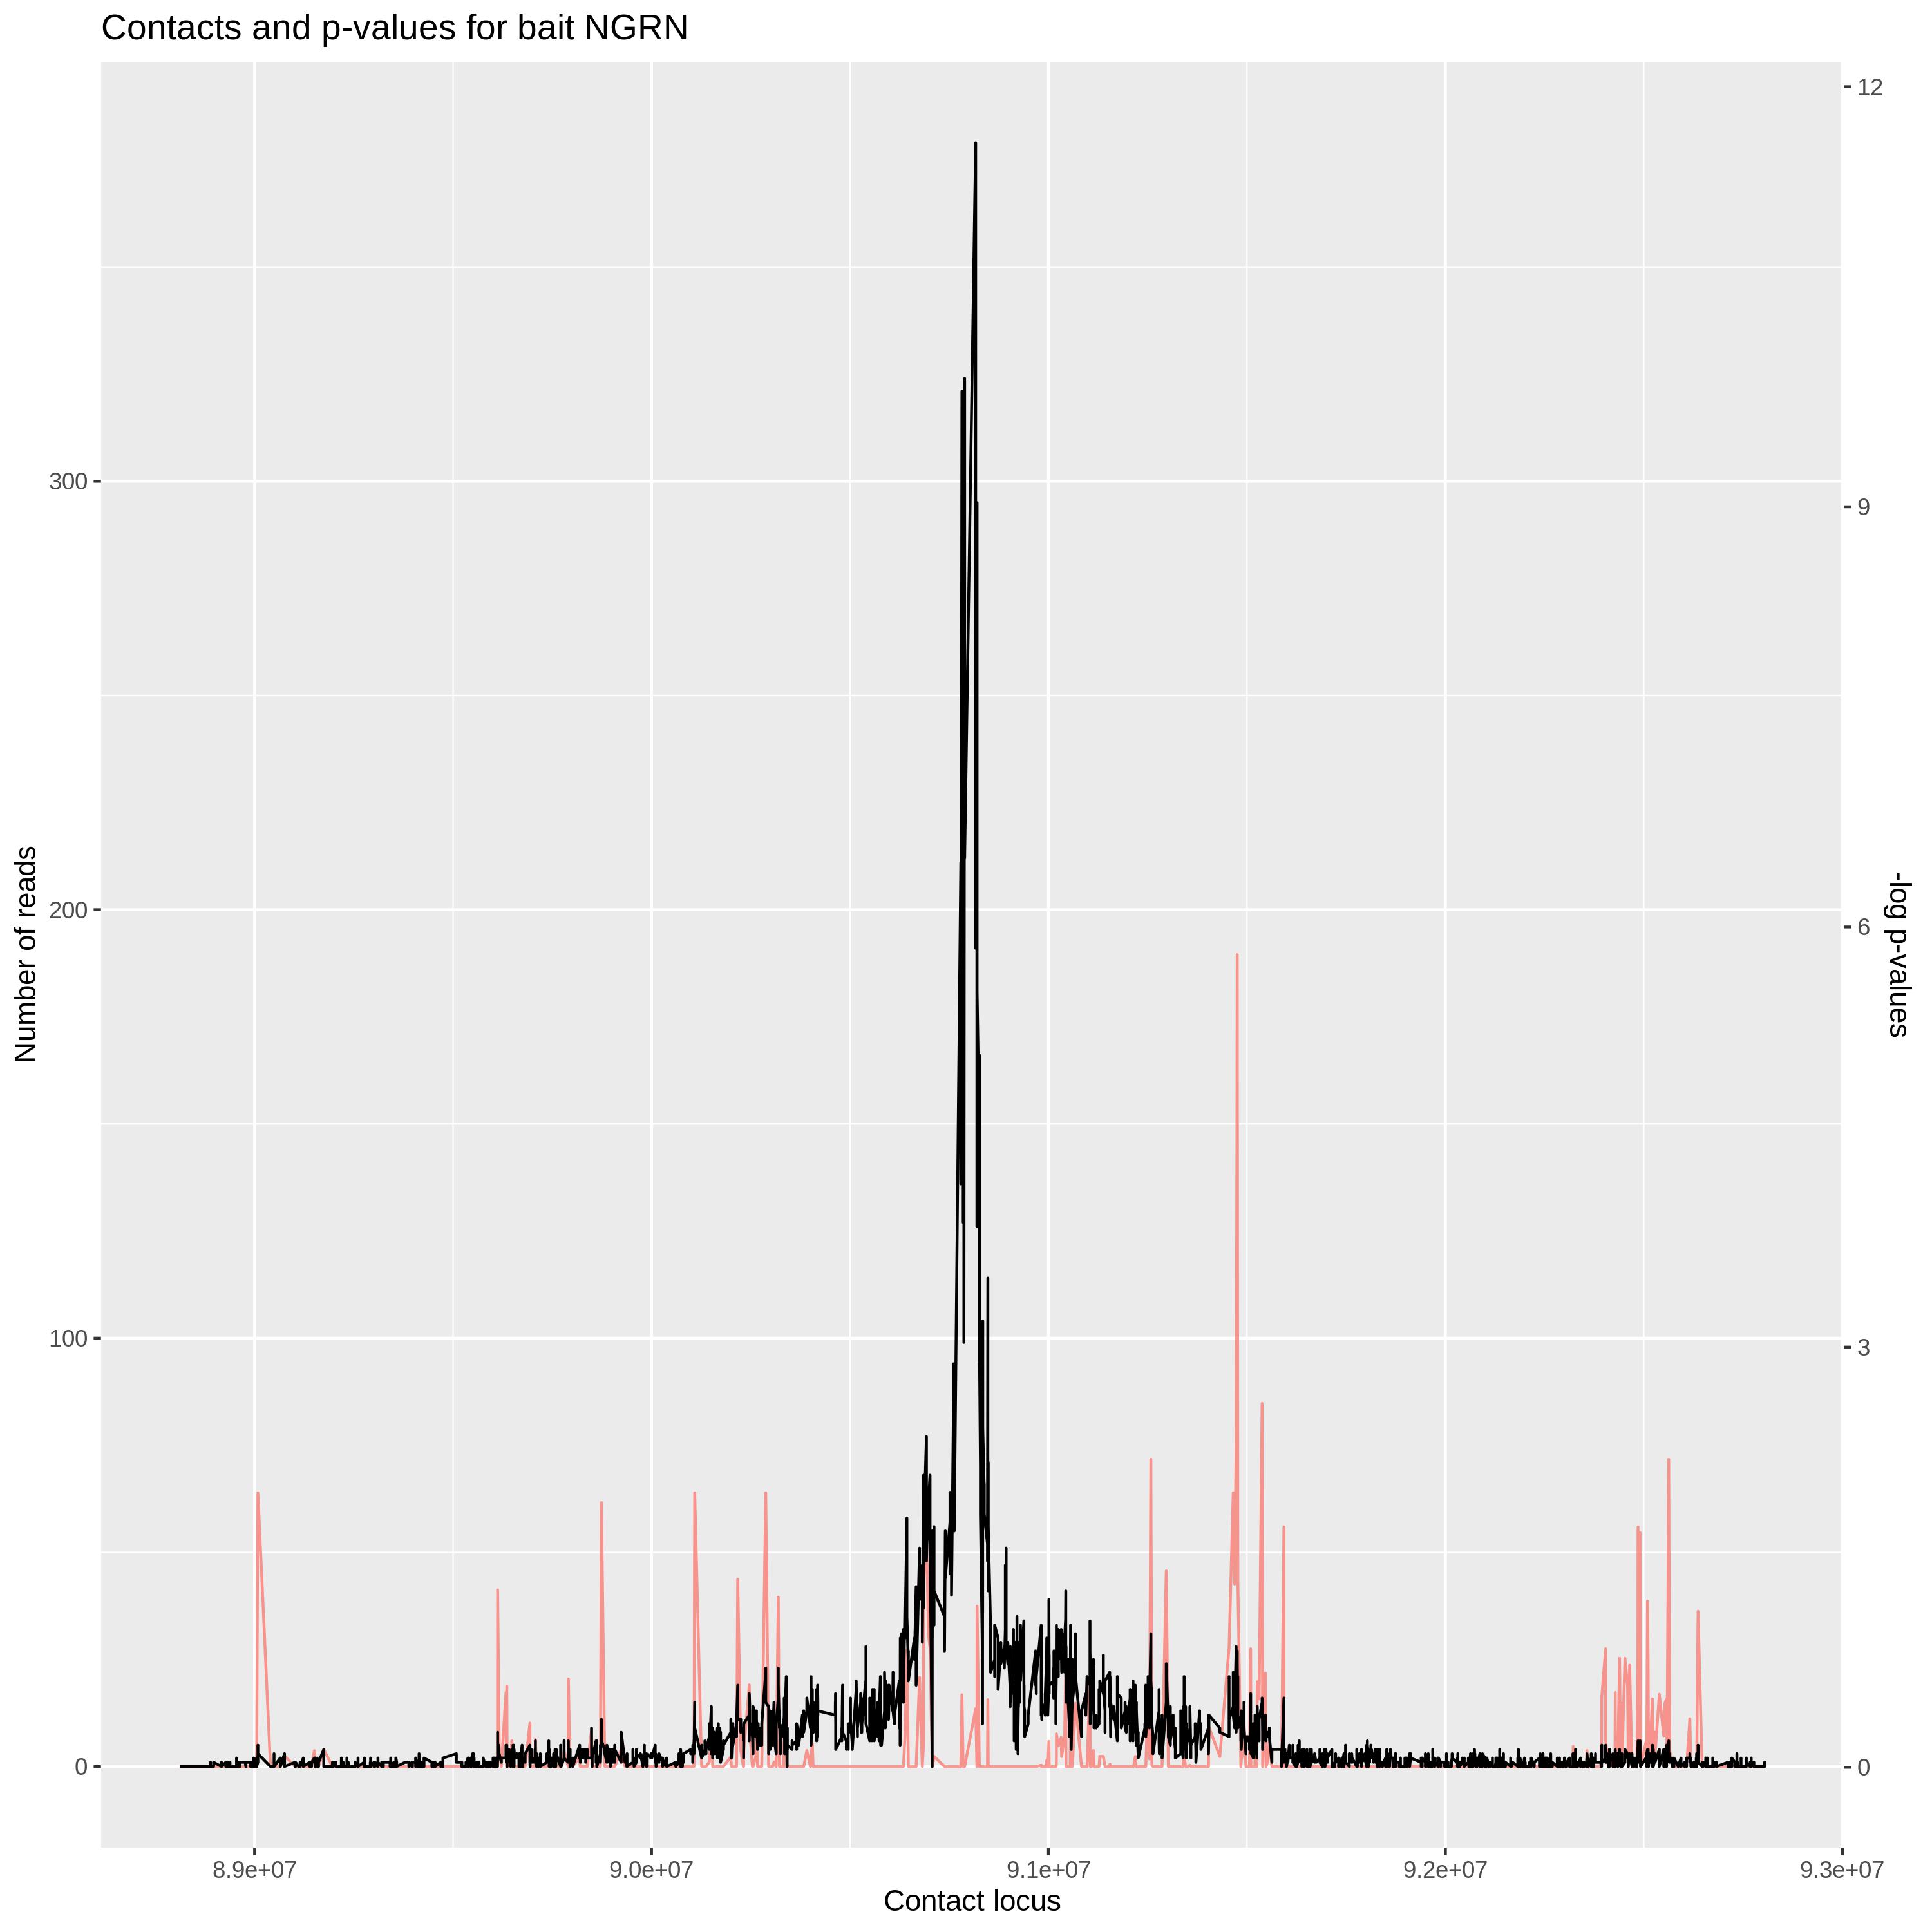 Contacts and p-values for bait NGRN
12
300
9
Number of reads
200
6
-log p-values
100
3
0
0
8.9e+07
9.0e+07
9.1e+07
9.2e+07
9.3e+07
Contact locus